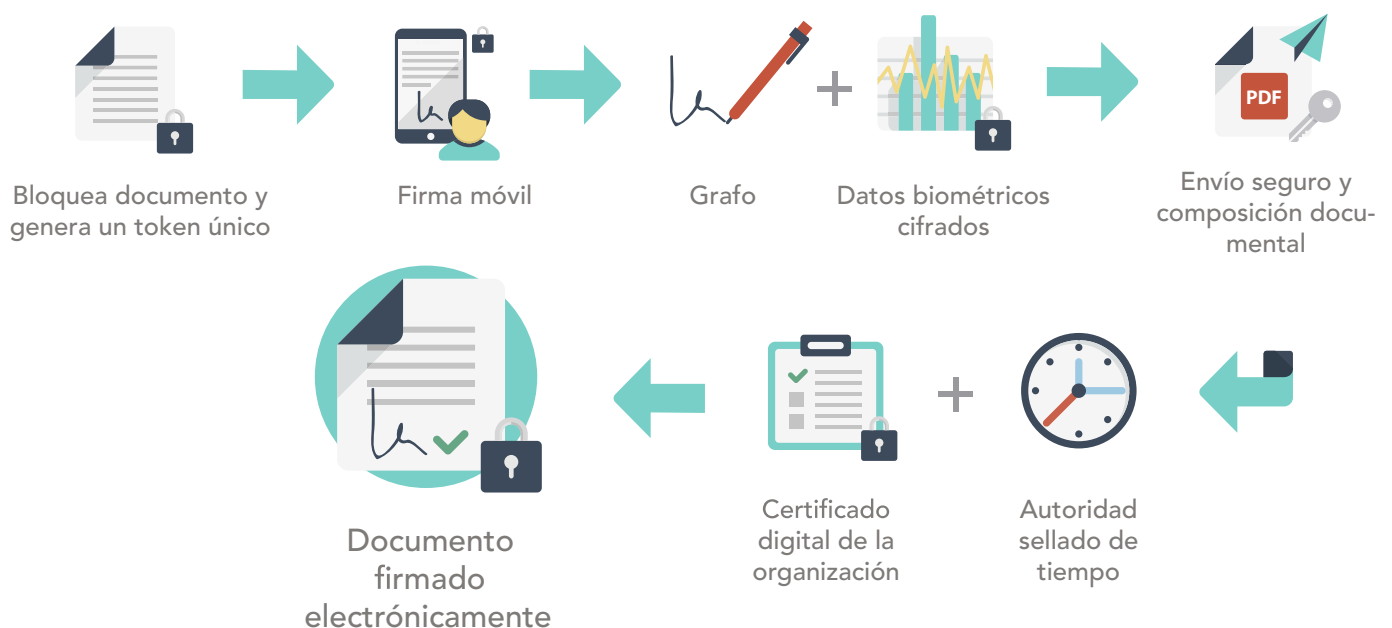 Bloquea documento y
genera un token único
Firma móvil
Grafo
Datos biométricos
cifrados
PDF
Envío seguro y
composición docu-
mental
Documento
firmado
electrónicamente
Certificado
digital de la
organización
Autoridad
sellado de
tiempo